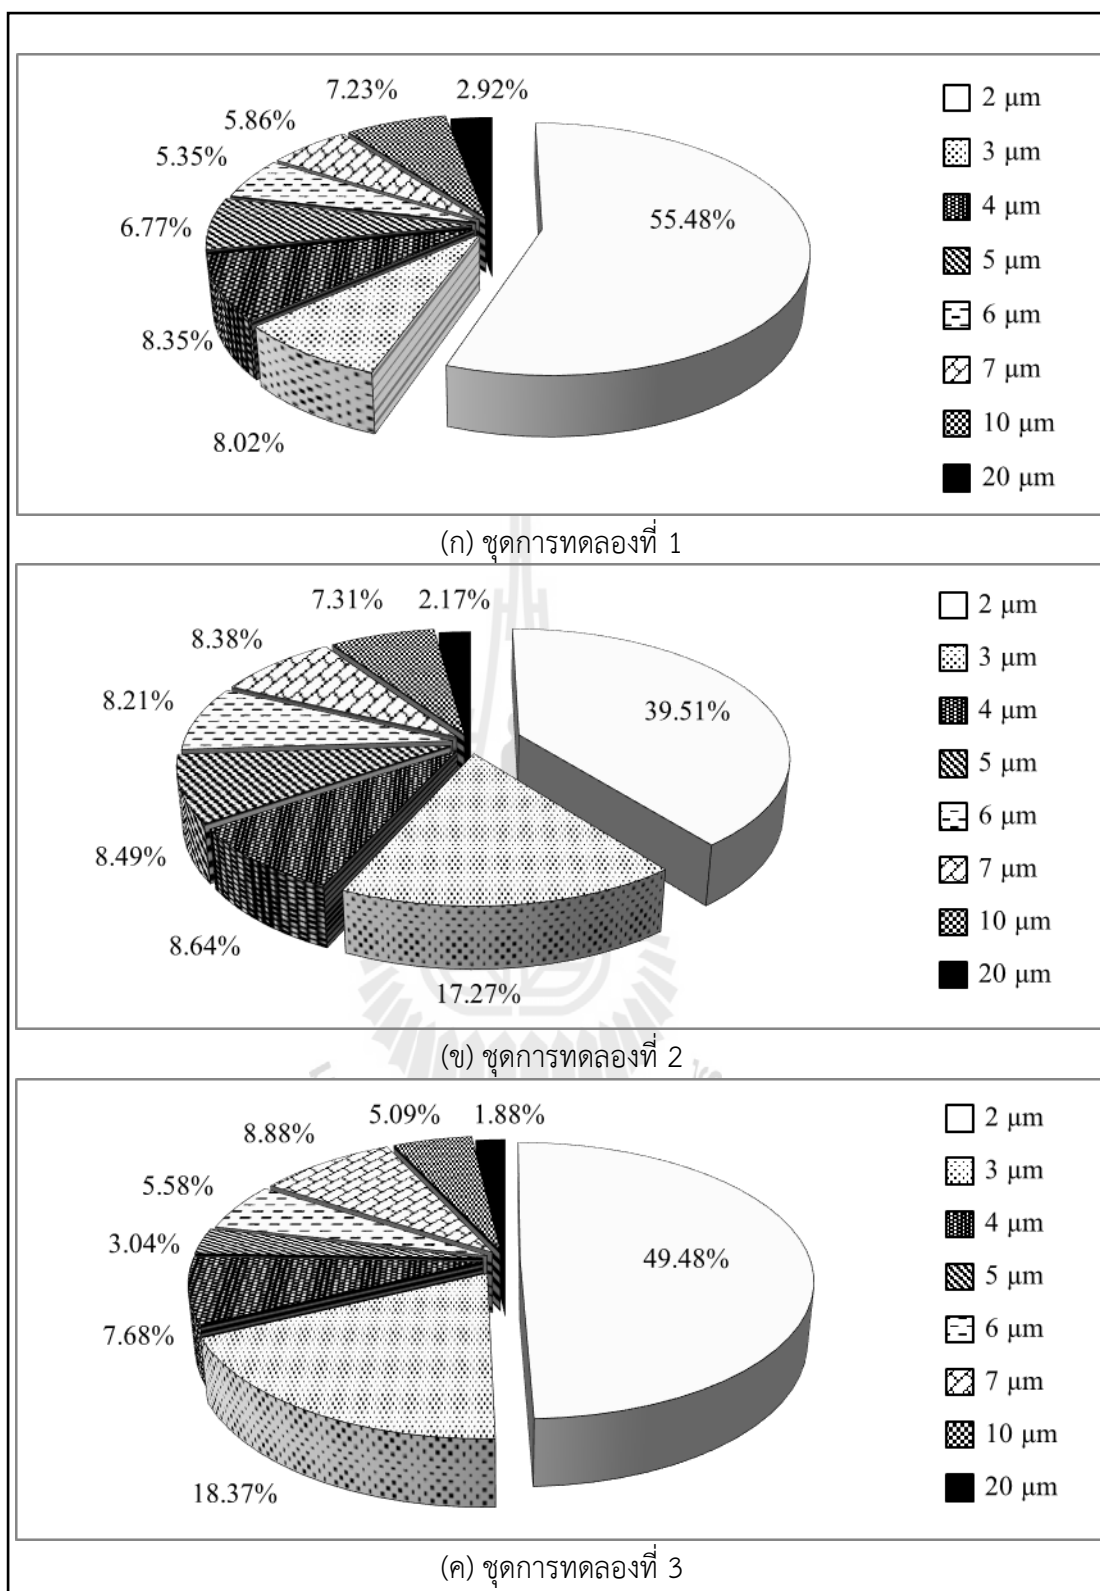 7.23% 2.92%
5.86%
5.35%
6.77%
8.35%
8.02%
55.48%
2 μm
3 μm
4 μm
5 μm
6 μm
7 μm
10 μm
20 μm
(ก) ชุดการทดลองที่ 1
7.31% 2.17%
8.38%
8.21%
8.49%
8.64%
17.27%
39.51%
2 μm
3 μm
4 μm
5 μm
6 μm
7 μm
10 μm
20 μm
(ข) ชุดการทดลองที่ 2
5.09% 1.88%
8.88%
5.58%
3.04%
7.68%
18.37%
49.48%
2 μm
3 μm
4 μm
5 μm
6 μm
7 μm
10 μm
20 μm
(ค) ชุดการทดลองที่ 3